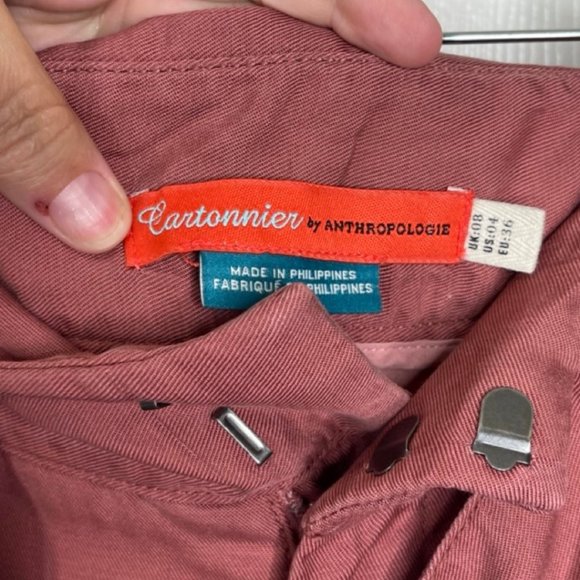 Cartonnier by ANTHROPOLOGIE
UK:08
US:04
EU:36
MADE IN PHILIPPINES
FABRIQUÉ PHILIPPINES